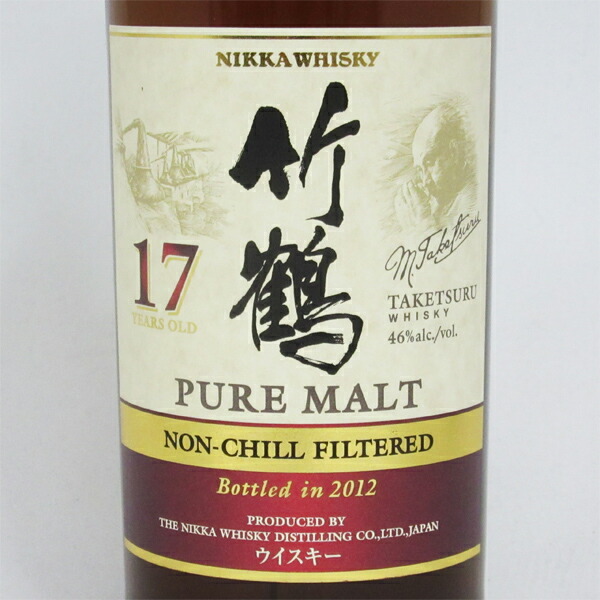 NIKKA WHISKY
竹鶴
17
YEARS OLD
M. Taketsuru
TAKETSURU
WHISKY
46%alc./vol.
PURE MALT
NON-CHILL FILTERED
Bottled in 2012
PRODUCED BY
THE NIKKA WHISKY DISTILLING CO.,LTD.,JAPAN
ウイスキー